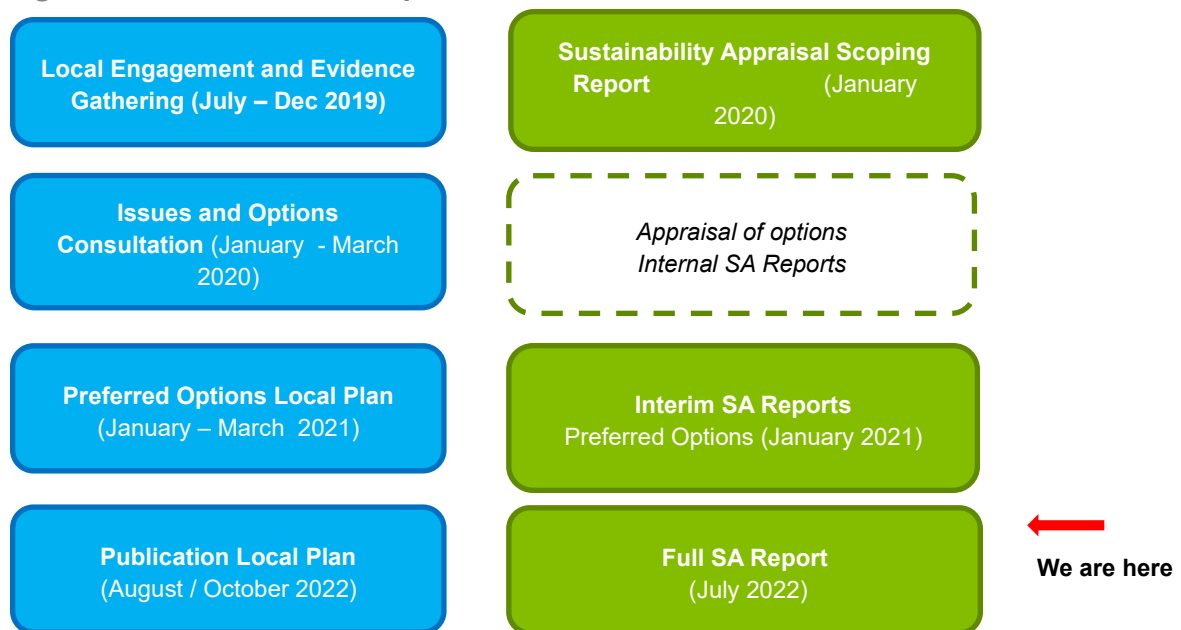 Local Engagement and Evidence
Gathering (July – Dec 2019)
Sustainability Appraisal Scoping
Report (January
2020)
Issues and Options
Consultation (January - March
2020)
Appraisal of options
Internal SA Reports
Preferred Options Local Plan
(January – March 2021)
Interim SA Reports
Preferred Options (January 2021)
Publication Local Plan
(August / October 2022)
Full SA Report
(July 2022)
We are here